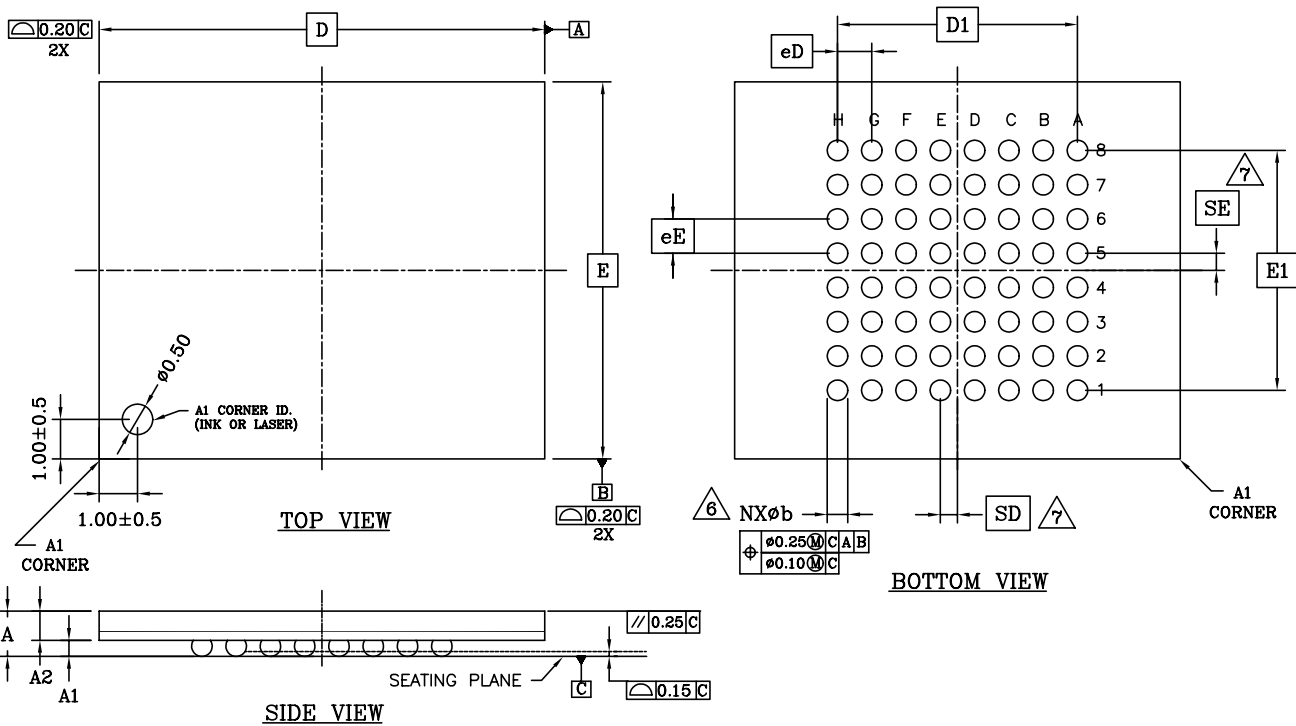 ⌓ 0.20 C
2X
D
A
E
ø0.50
A1 CORNER ID.
(INK OR LASER)
1.00±0.5
1.00±0.5
A1
CORNER
TOP VIEW
B
⌓ 0.20 C
2X
D1
eD
H G F E D C B A
8
7
6
5
4
3
2
1
7
SE
eE
E1
6 NXøb
⌖ ø0.25 Ⓜ C A B
ø0.10 Ⓜ C
SD 7
A1
CORNER
BOTTOM VIEW
A
A2
A1
// 0.25 C
SEATING PLANE
C
⌓ 0.15 C
SIDE VIEW